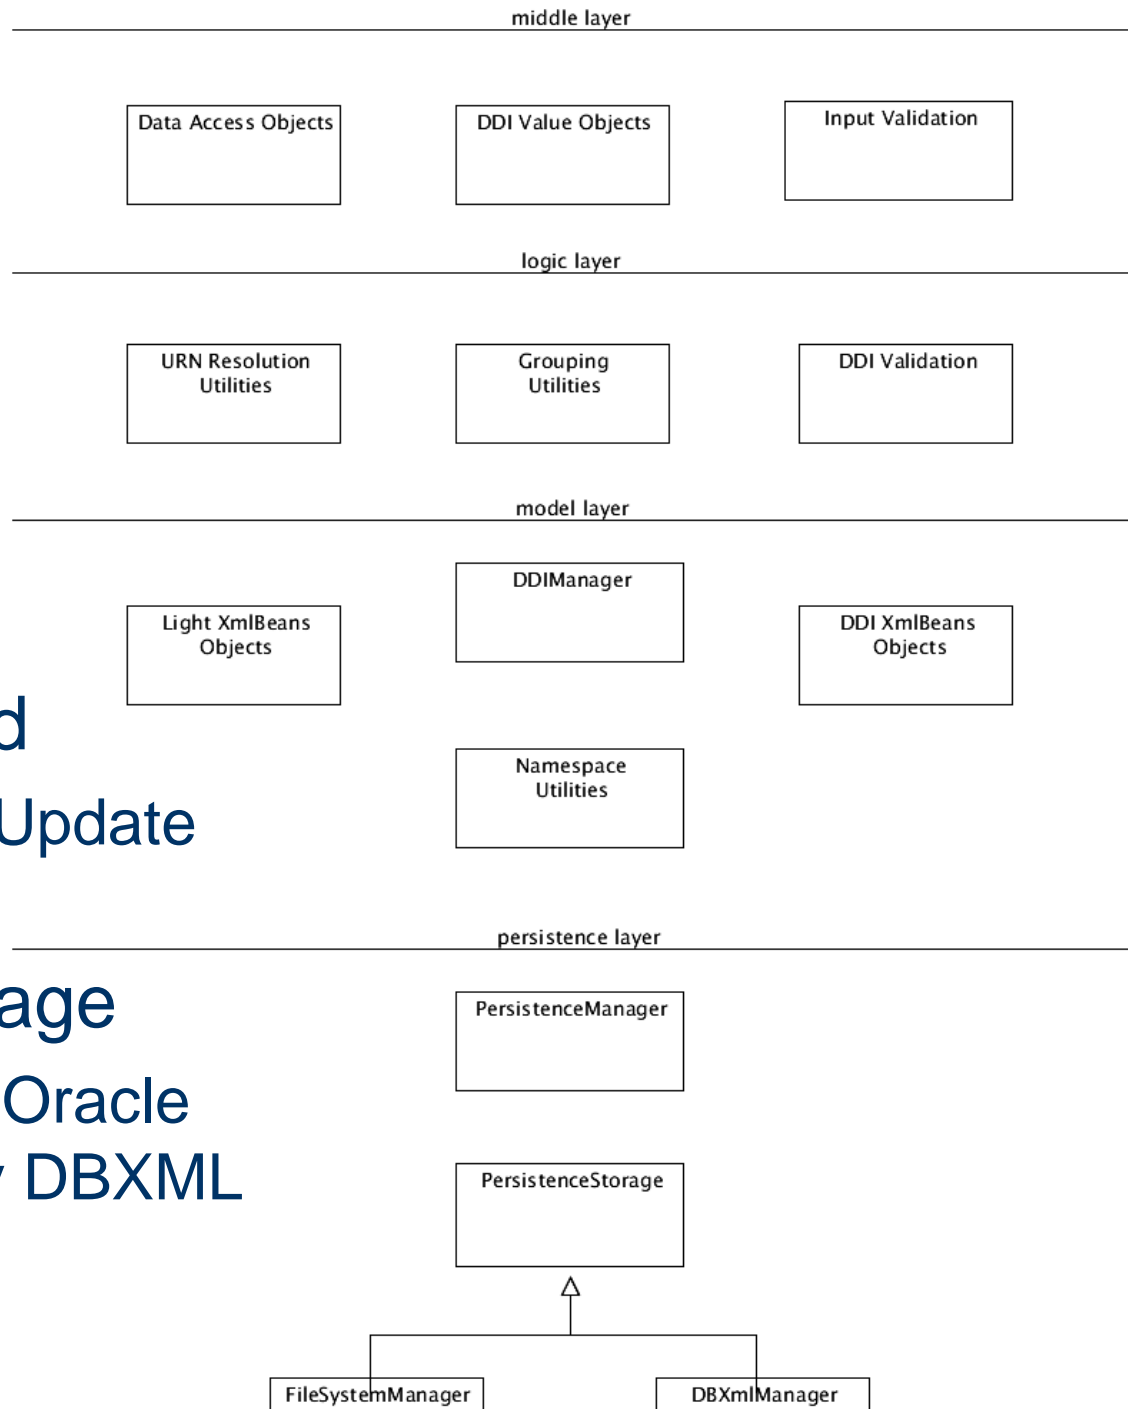 middle layer
Data Access Objects
DDI Value Objects
Input Validation
logic layer
URN Resolution
Utilities
Grouping
Utilities
DDI Validation
model layer
DDIManager
Light XmlBeans
Objects
DDI XmlBeans
Objects
Namespace
Utilities
d
Update
persistence layer
age
PersistenceManager
Oracle
DBXML
PersistenceStorage
FileSystemManager
DBXmlManager